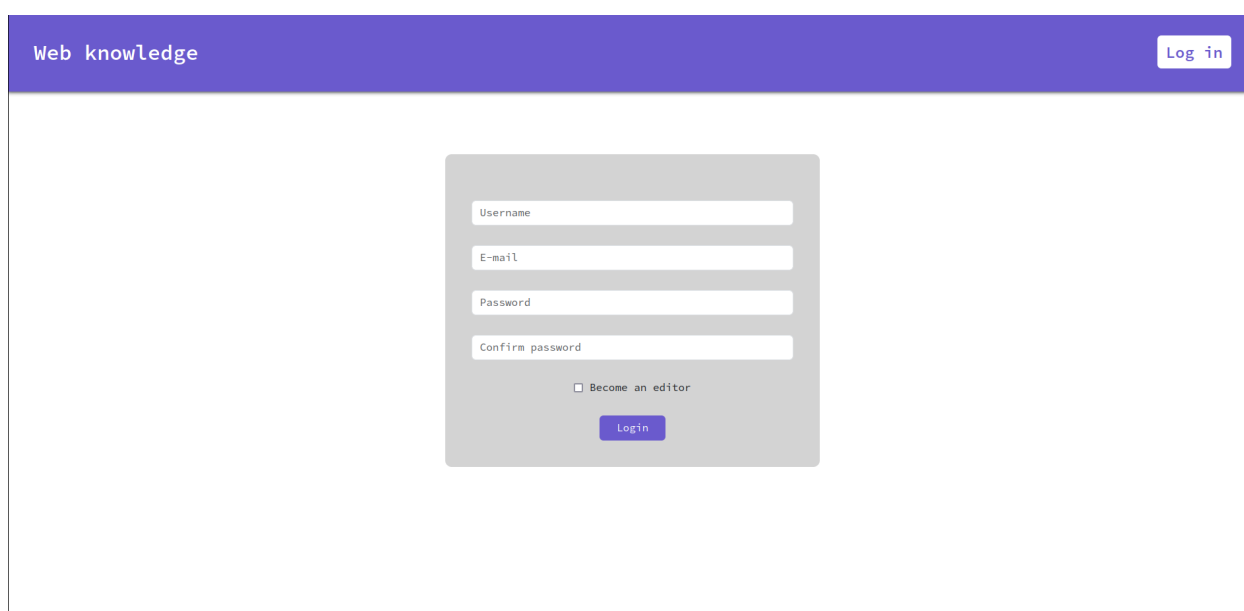 Web knowledge
Log in
Username
E-mail
Password
Confirm password
Become an editor
Login